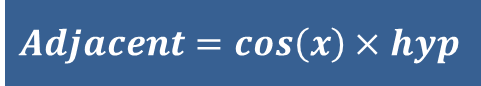 Adjacent = cos(x) × hyp